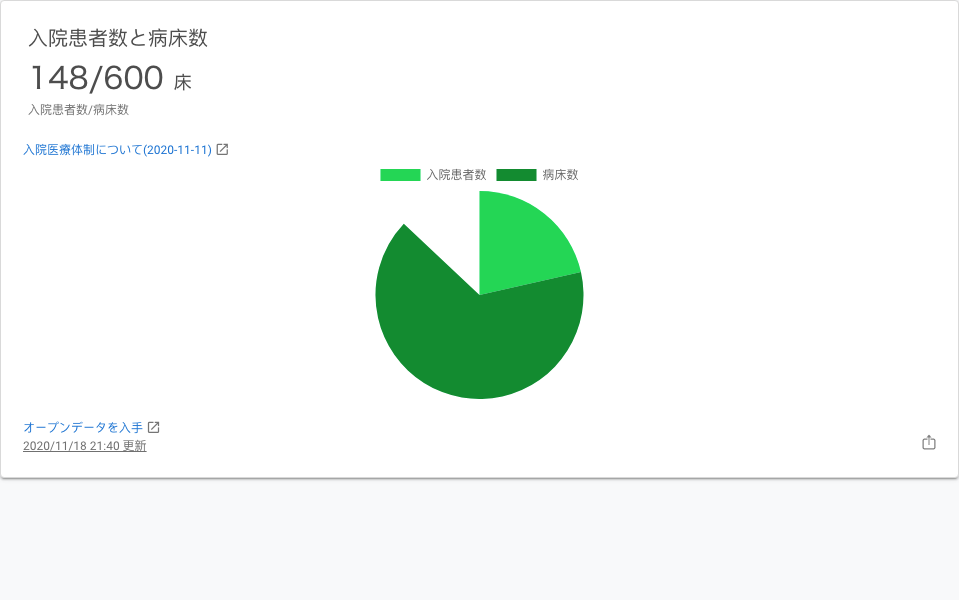 入院患者数と病床数
148/600 床
入院患者数/病床数
入院医療体制について(2020-11-11)
入院患者数 病床数
オープンデータを入手
2020/11/18 21:40 更新